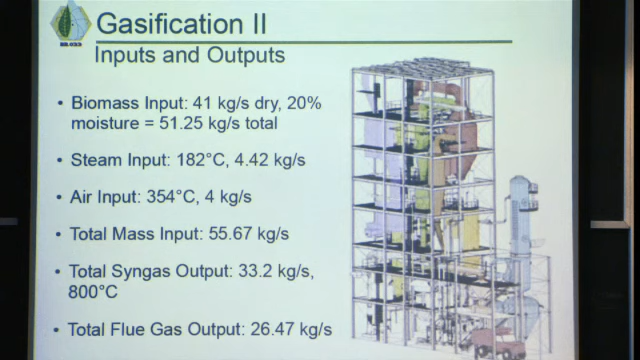 Gasification II
Inputs and Outputs
• Biomass Input: 41 kg/s dry, 20%
moisture = 51.25 kg/s total
• Steam Input: 182°C, 4.42 kg/s
• Air Input: 354°C, 4 kg/s
• Total Mass Input: 55.67 kg/s
• Total Syngas Output: 33.2 kg/s,
800°C
• Total Flue Gas Output: 26.47 kg/s